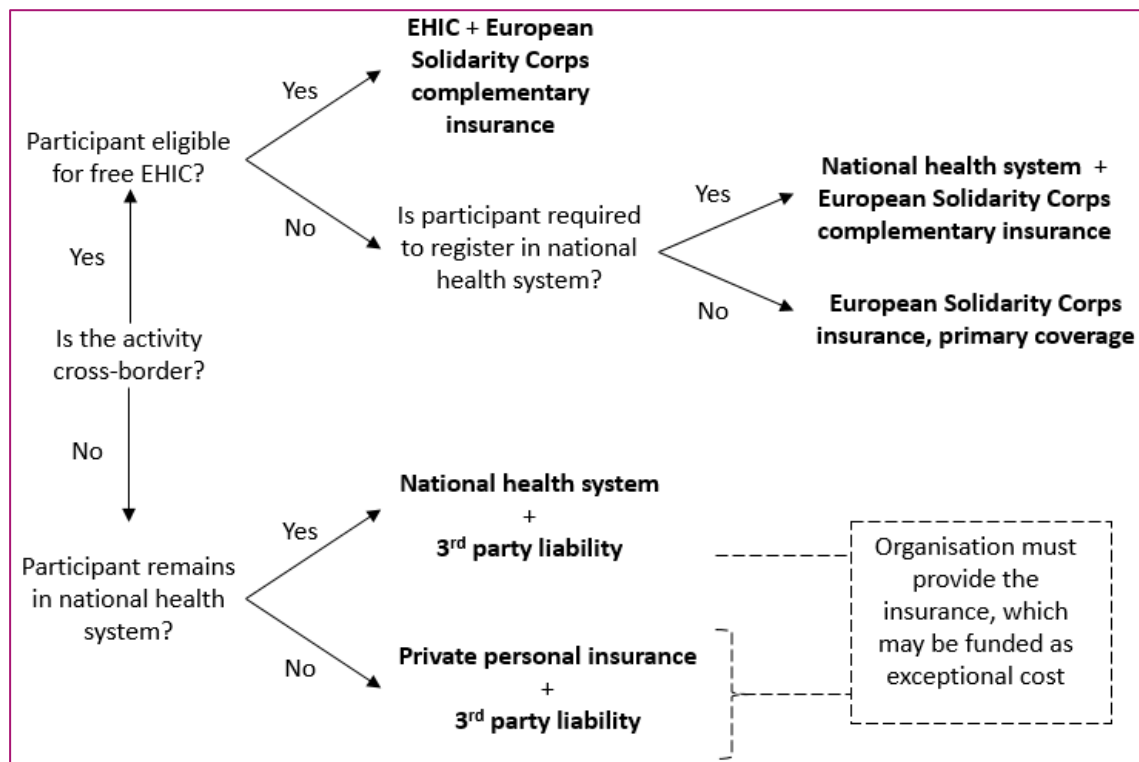 EHIC + European
Solidarity Corps
complementary
insurance
Yes
Participant eligible
for free EHIC?
No
Is participant required
to register in national
health system?
Yes
National health system +
European Solidarity Corps
complementary insurance
No
European Solidarity Corps
insurance, primary coverage
Yes
Is the activity
cross-border?
No
Participant remains
in national health
system?
Yes
National health system
+
3rd party liability
No
Private personal insurance
+
3rd party liability
Organisation must
provide the
insurance, which
may be funded as
exceptional cost